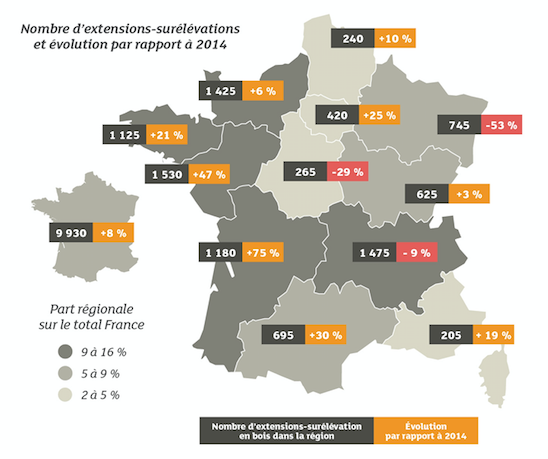 Nombre d'extensions-surélévations
et évolution par rapport à 2014
240 +10 %
1 425 +6 %
420 +25 %
745 -53 %
1 125 +21 %
1 530 +47 %
265 -29 %
625 +3 %
9 930 +8 %
1 180 +75 %
1 475 - 9 %
695 +30 %
205 + 19 %
Part régionale
sur le total France
9 à 16 %
5 à 9 %
2 à 5 %
Nombre d'extensions-surélévation
en bois dans la région
Évolution
par rapport à 2014